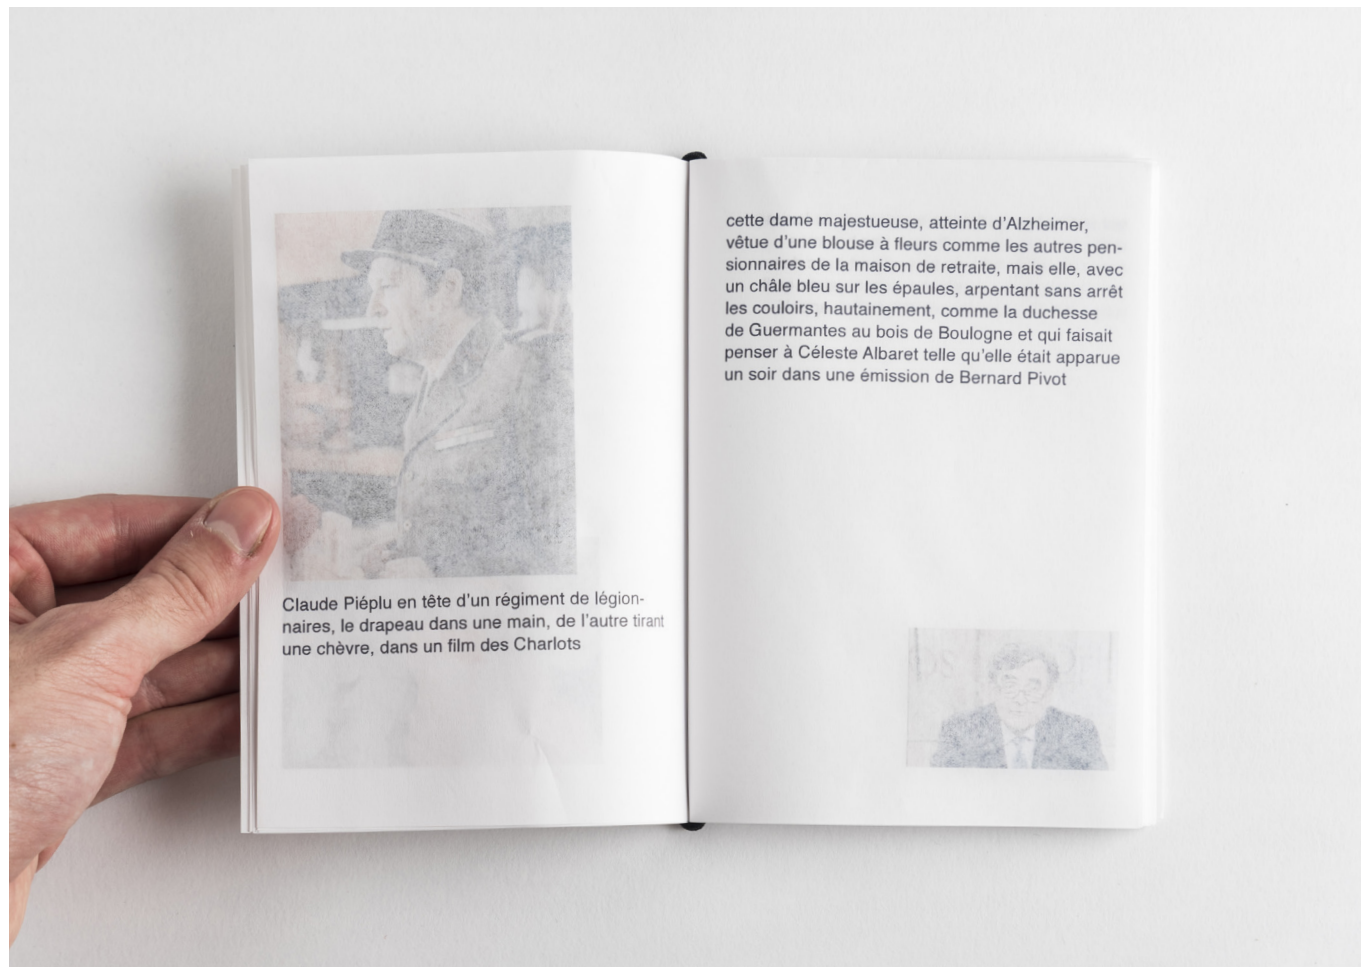 Claude Piéplu en tête d'un régiment de légion-
naires, le drapeau dans une main, de l'autre tirant
une chèvre, dans un film des Charlots
cette dame majestueuse, atteinte d'Alzheimer,
vêtue d'une blouse à fleurs comme les autres pen-
sionnaires de la maison de retraite, mais elle, avec
un châle bleu sur les épaules, arpentant sans arrêt
les couloirs, hautainement, comme la duchesse
de Guermantes au bois de Boulogne et qui faisait
penser à Céleste Albaret telle qu'elle était apparue
un soir dans une émission de Bernard Pivot